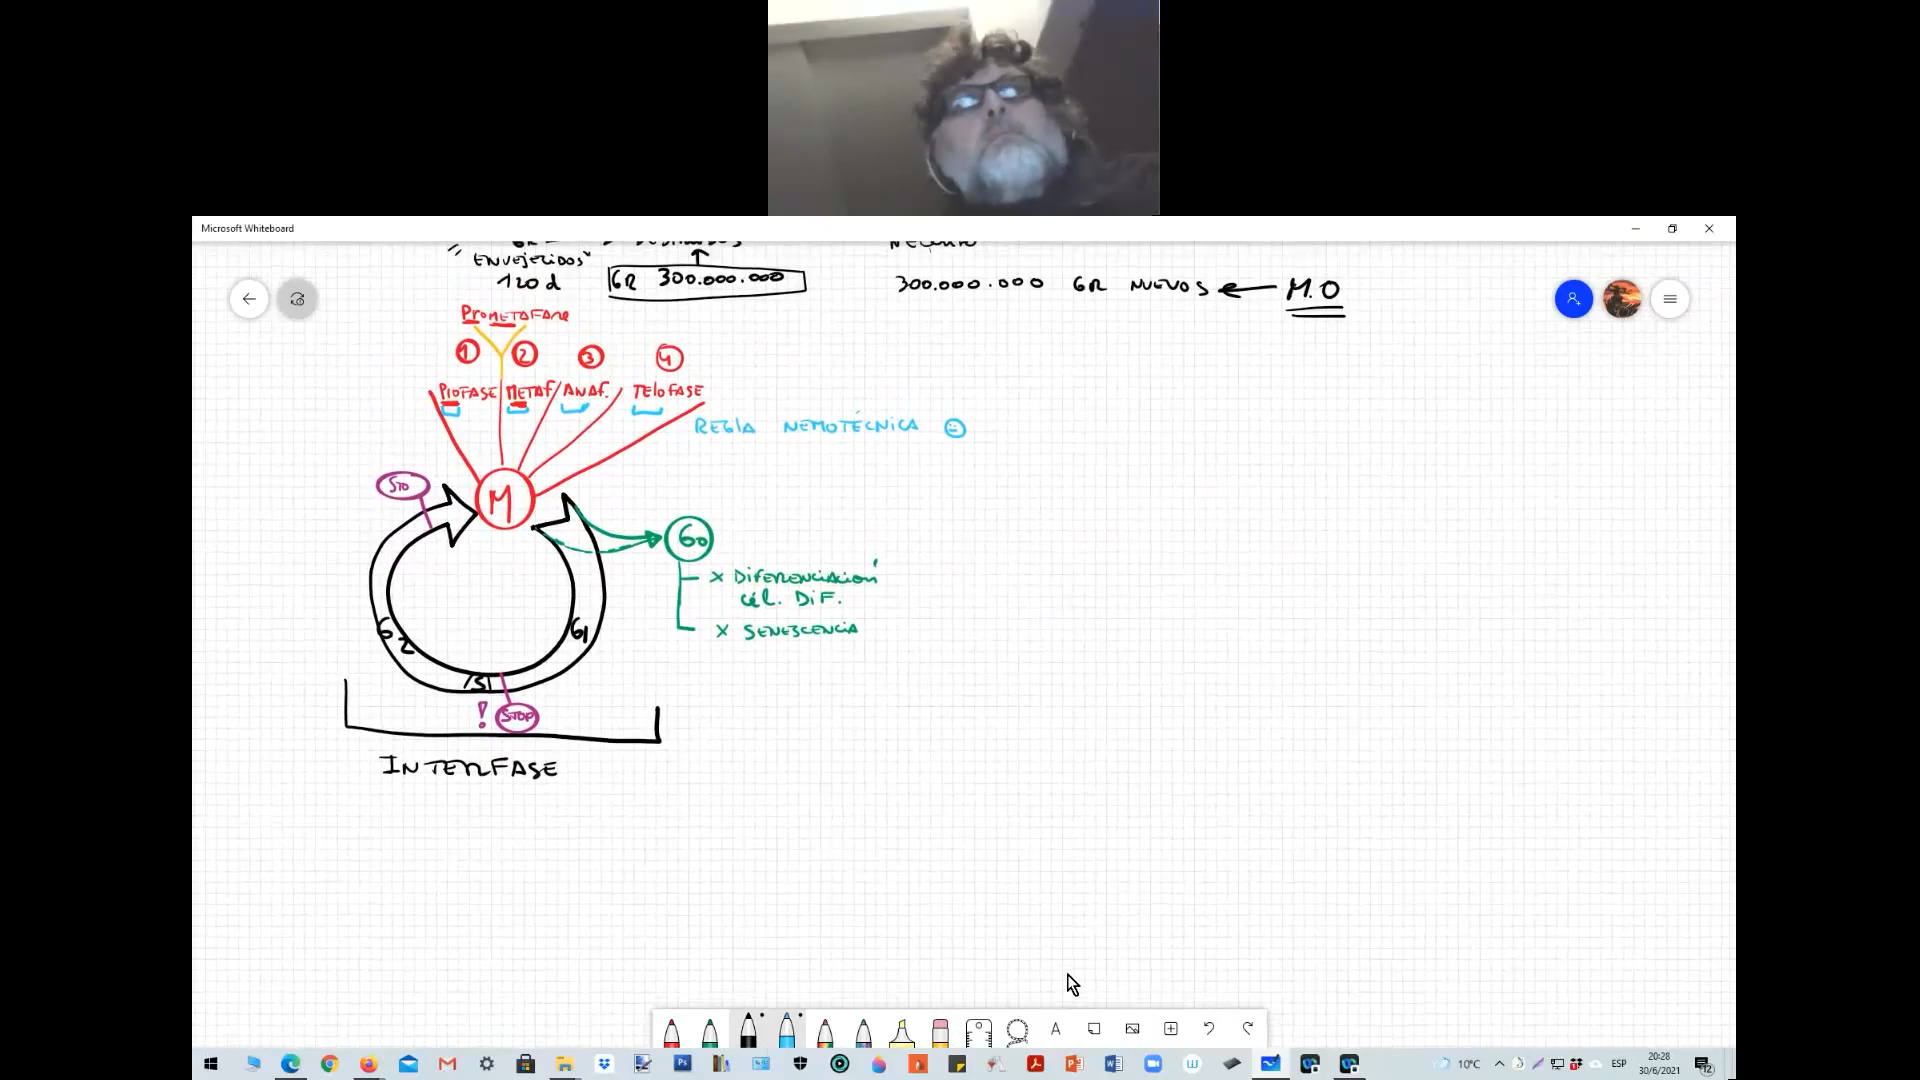 Microsoft Whiteboard
"ENVEJECIDOS"
120 d
GR 300.000.000
300.000.000 GR NUEVOS ← M.O
PROMETAFASE
1 2 3 4
PROFASE METAF ANAF. TELOFASE
REGLA NEMOTÉCNICA
STO
M
G0
X DIFERENCIACIÓN
CÉL. DIF.
X SENESCENCIA
G2
G1
S
! STOP
INTERFASE
A
10°C
ESP
20:28
30/6/2021
12